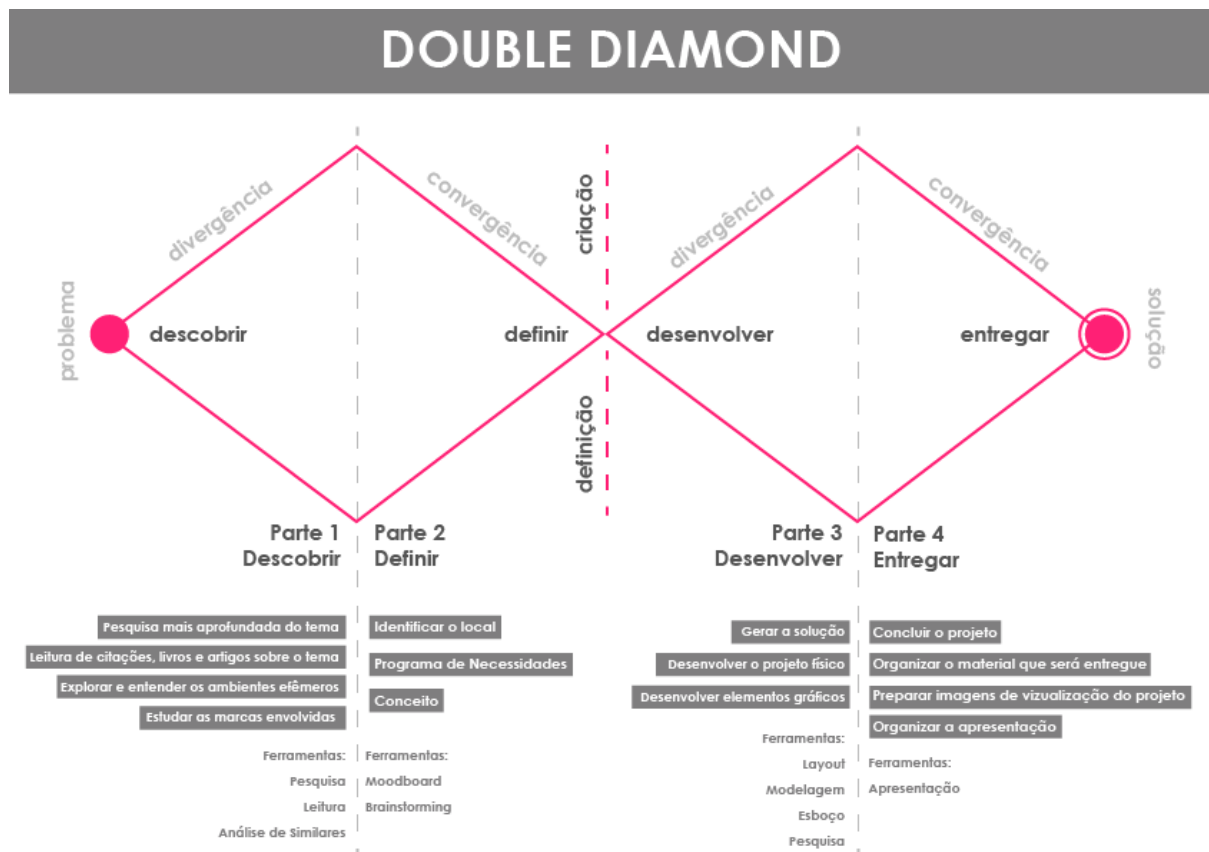 DOUBLE DIAMOND
divergência
convergência
criação
divergência
convergência
problema
descobrir
definir
desenvolver
entregar
solução
definição
Parte 1
Descobrir
Parte 2
Definir
Parte 3
Desenvolver
Parte 4
Entregar
Pesquisa mais aprofundada do tema
Leitura de citações, livros e artigos sobre o tema
Explorar e entender os ambientes efêmeros
Estudar as marcas envolvidas
Ferramentas:
Pesquisa
Leitura
Análise de Similares
Identificar o local
Programa de Necessidades
Conceito
Ferramentas:
Moodboard
Brainstorming
Gerar a solução
Desenvolver o projeto físico
Desenvolver elementos gráficos
Ferramentas:
Layout
Modelagem
Esboço
Pesquisa
Concluir o projeto
Organizar o material que será entregue
Preparar imagens de vizualização do projeto
Organizar a apresentação
Ferramentas:
Apresentação